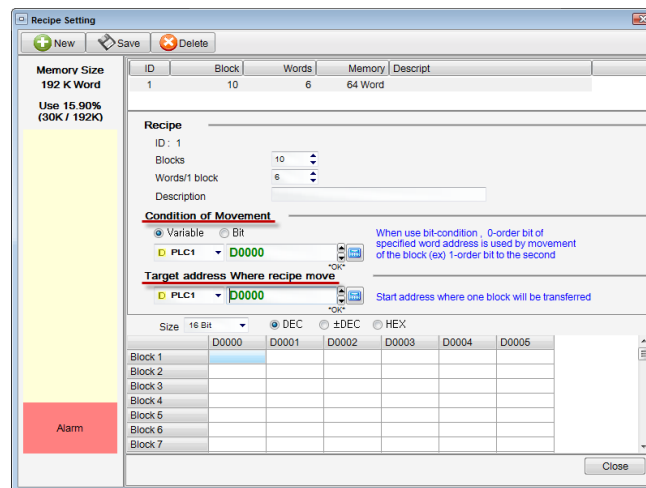 Recipe Setting
New Save Delete
Memory Size
192 K Word
Use 15.90%
(30K / 192K)
Alarm
ID Block Words Memory Descript
1 10 6 64 Word
Recipe
ID : 1
Blocks 10
Words/1 block 6
Description
Condition of Movement
Variable Bit
D PLC1 D0000
*OK*
When use bit-condition , 0-order bit of
specified word address is used by movement
of the block (ex) 1-order bit to the second
Target address Where recipe move
D PLC1 D0000
*OK*
Start address where one block will be transferred
Size 16 Bit DEC ±DEC HEX
D0000 D0001 D0002 D0003 D0004 D0005
Block 1
Block 2
Block 3
Block 4
Block 5
Block 6
Block 7
Close